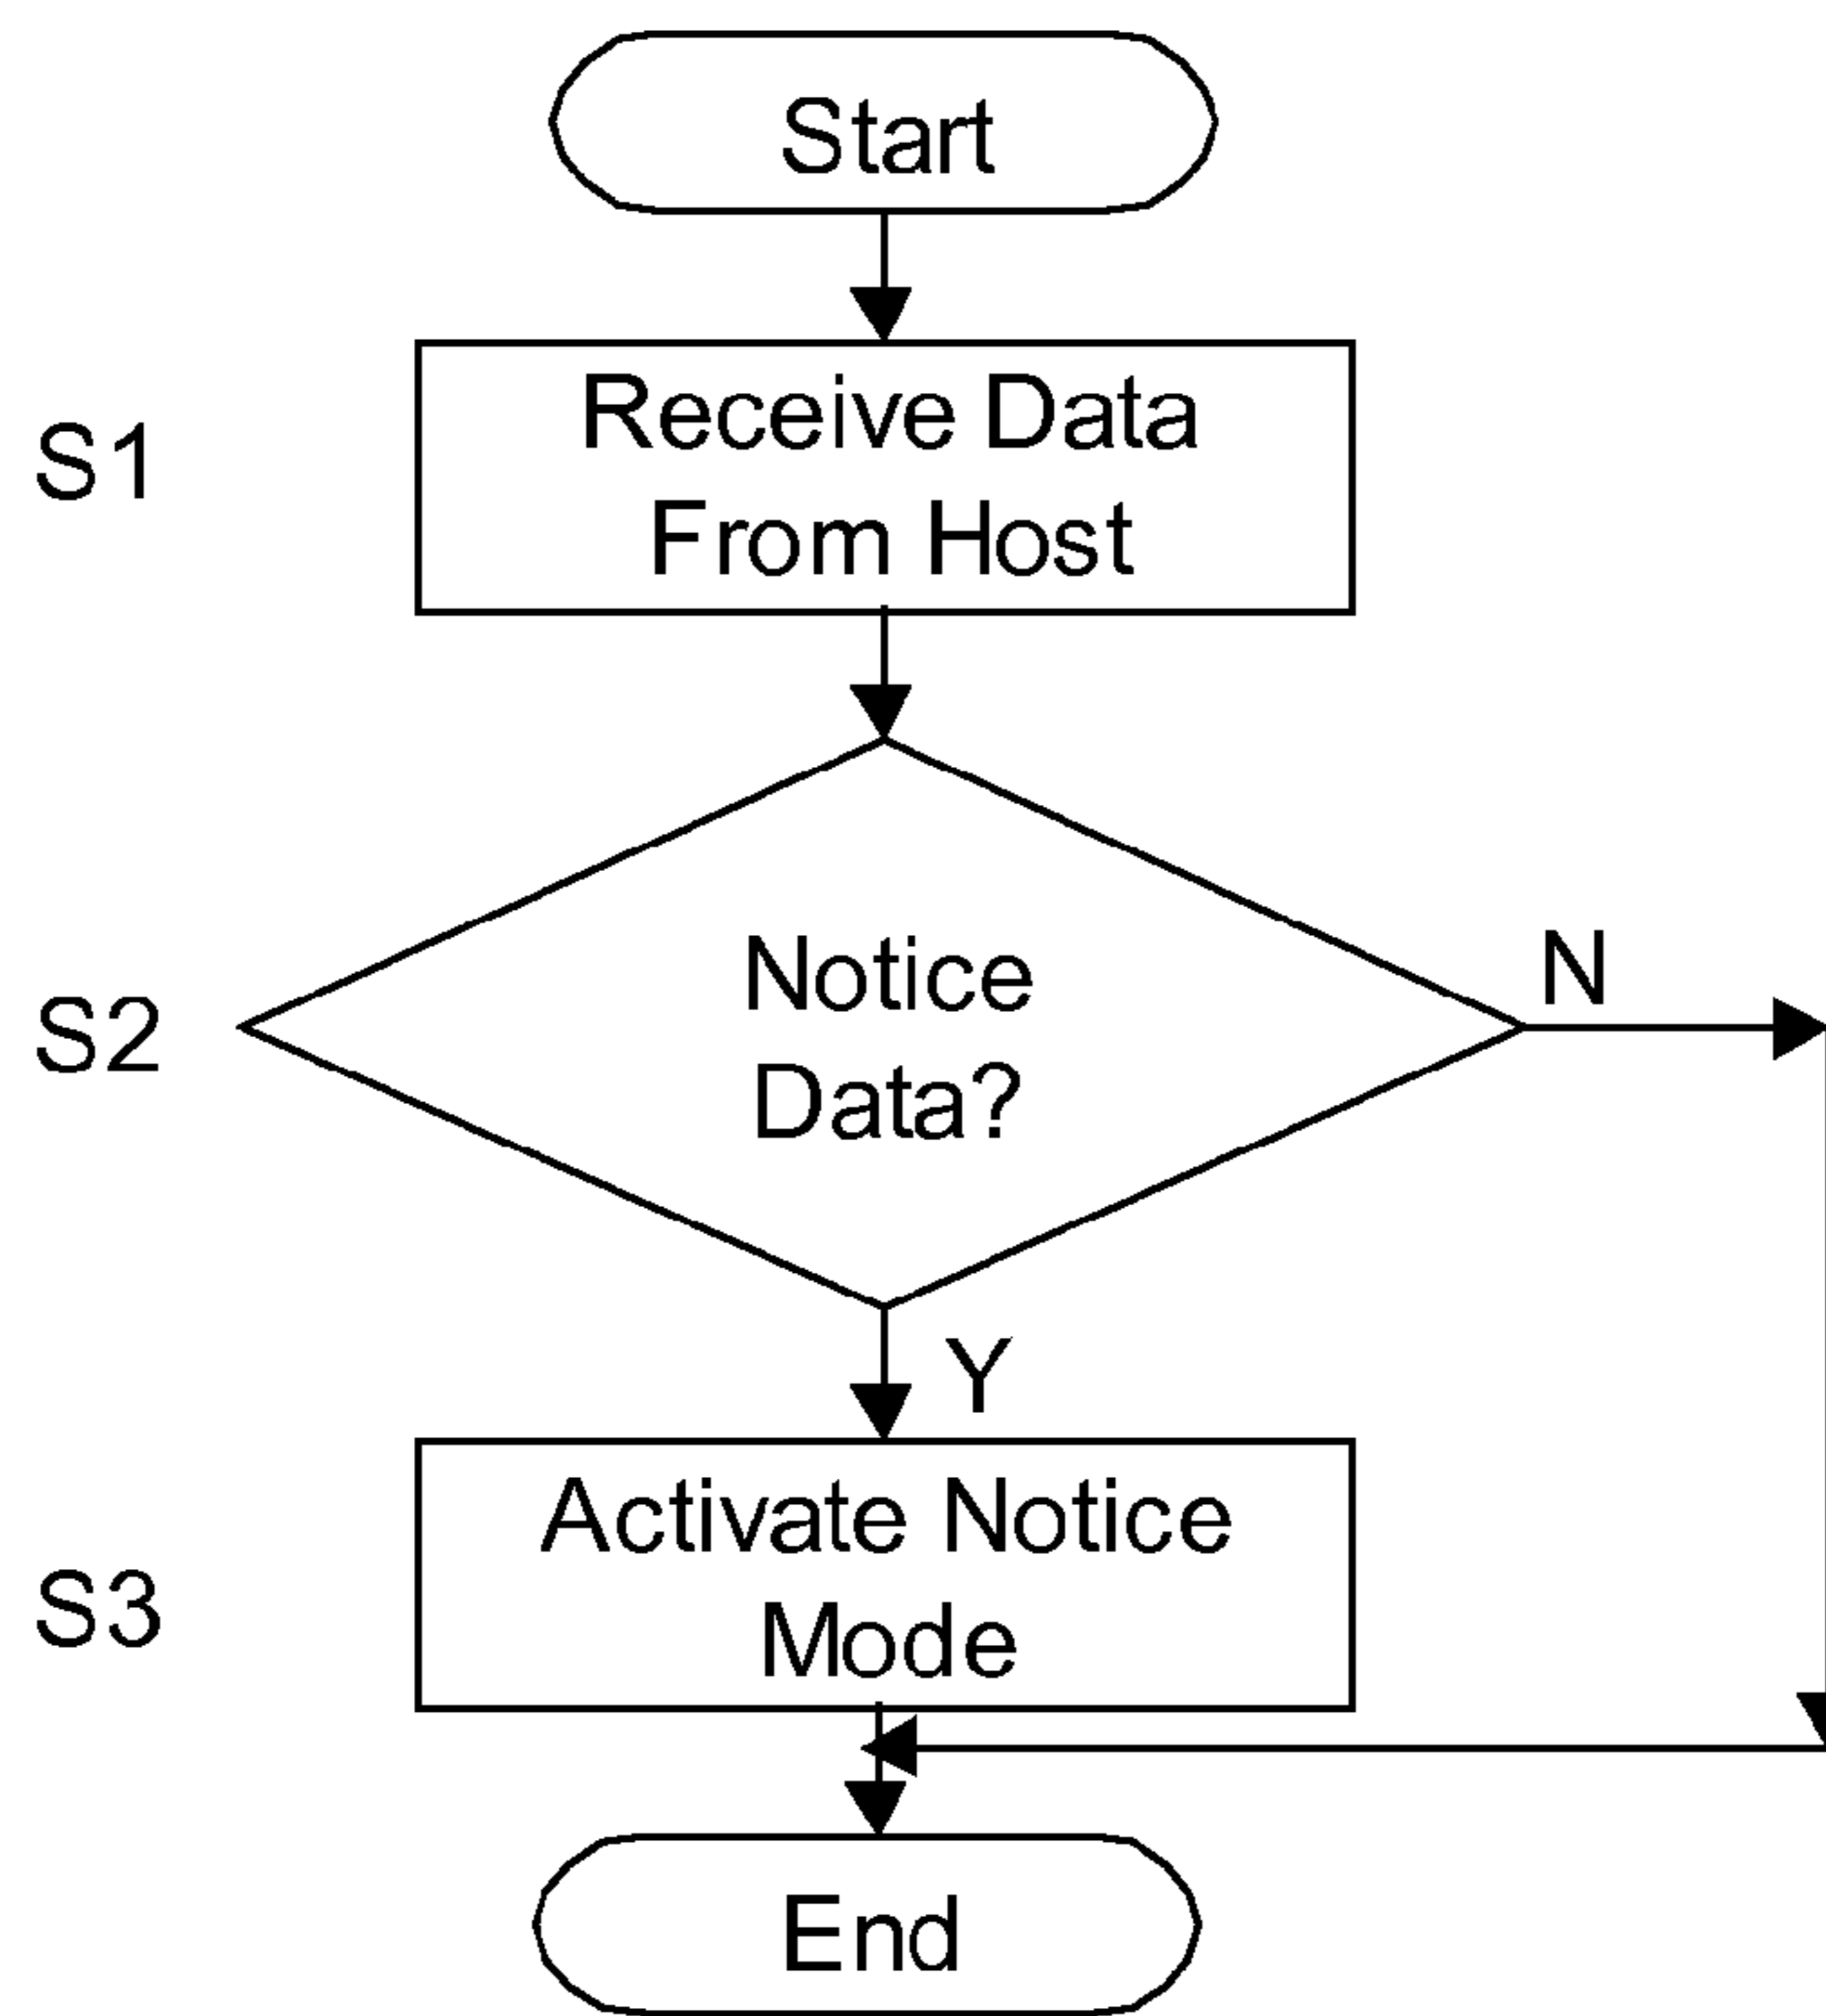 Start
S1
Receive Data
From Host
S2
Notice
Data?
N
Y
S3
Activate Notice
Mode
End